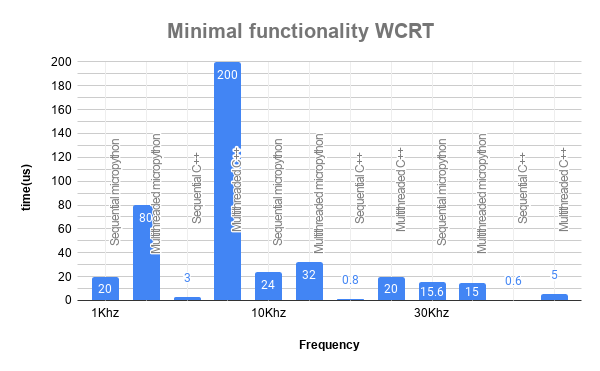 Minimal functionality WCRT
time(us)
200
180
160
140
120
100
80
60
40
20
0
20
80
3
200
24
32
0.8
20
15.6
15
0.6
5
Sequential micropython
Multithreaded micropython
Sequential C++
Multithreaded C++
Sequential micropython
Multithreaded micropython
Sequential C++
Multithreaded C++
Sequential micropython
Multithreaded micropython
Sequential C++
Multithreaded C++
1Khz
10Khz
30Khz
Frequency